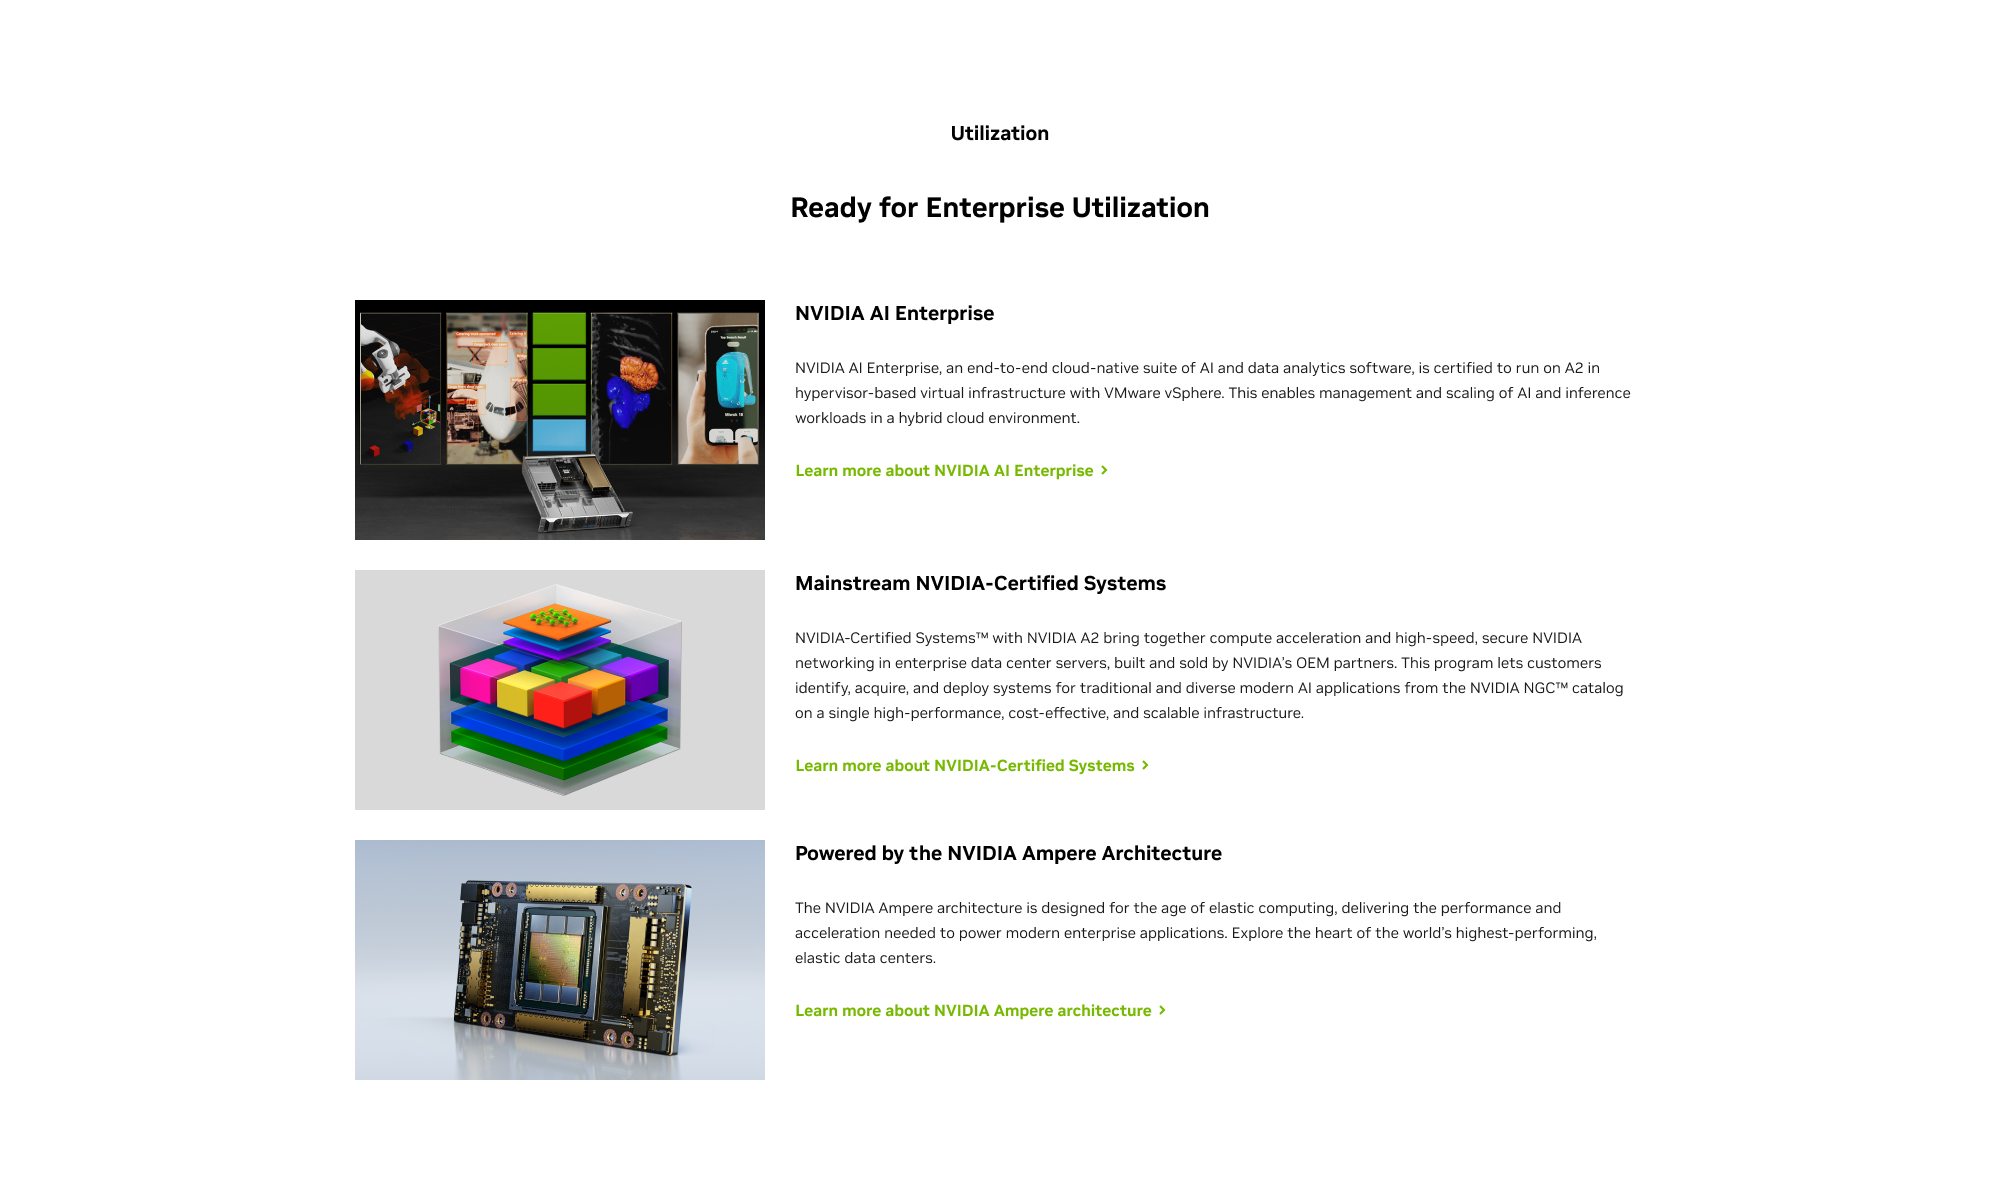 Utilization
Ready for Enterprise Utilization
NVIDIA AI Enterprise
NVIDIA AI Enterprise, an end-to-end cloud-native suite of AI and data analytics software, is certified to run on A2 in
hypervisor-based virtual infrastructure with VMware vSphere. This enables management and scaling of AI and inference
workloads in a hybrid cloud environment.
Learn more about NVIDIA AI Enterprise
Mainstream NVIDIA-Certified Systems
NVIDIA-Certified Systems™ with NVIDIA A2 bring together compute acceleration and high-speed, secure NVIDIA
networking in enterprise data center servers, built and sold by NVIDIA’s OEM partners. This program lets customers
identify, acquire, and deploy systems for traditional and diverse modern AI applications from the NVIDIA NGC™ catalog
on a single high-performance, cost-effective, and scalable infrastructure.
Learn more about NVIDIA-Certified Systems
Powered by the NVIDIA Ampere Architecture
The NVIDIA Ampere architecture is designed for the age of elastic computing, delivering the performance and
acceleration needed to power modern enterprise applications. Explore the heart of the world’s highest-performing,
elastic data centers.
Learn more about NVIDIA Ampere architecture